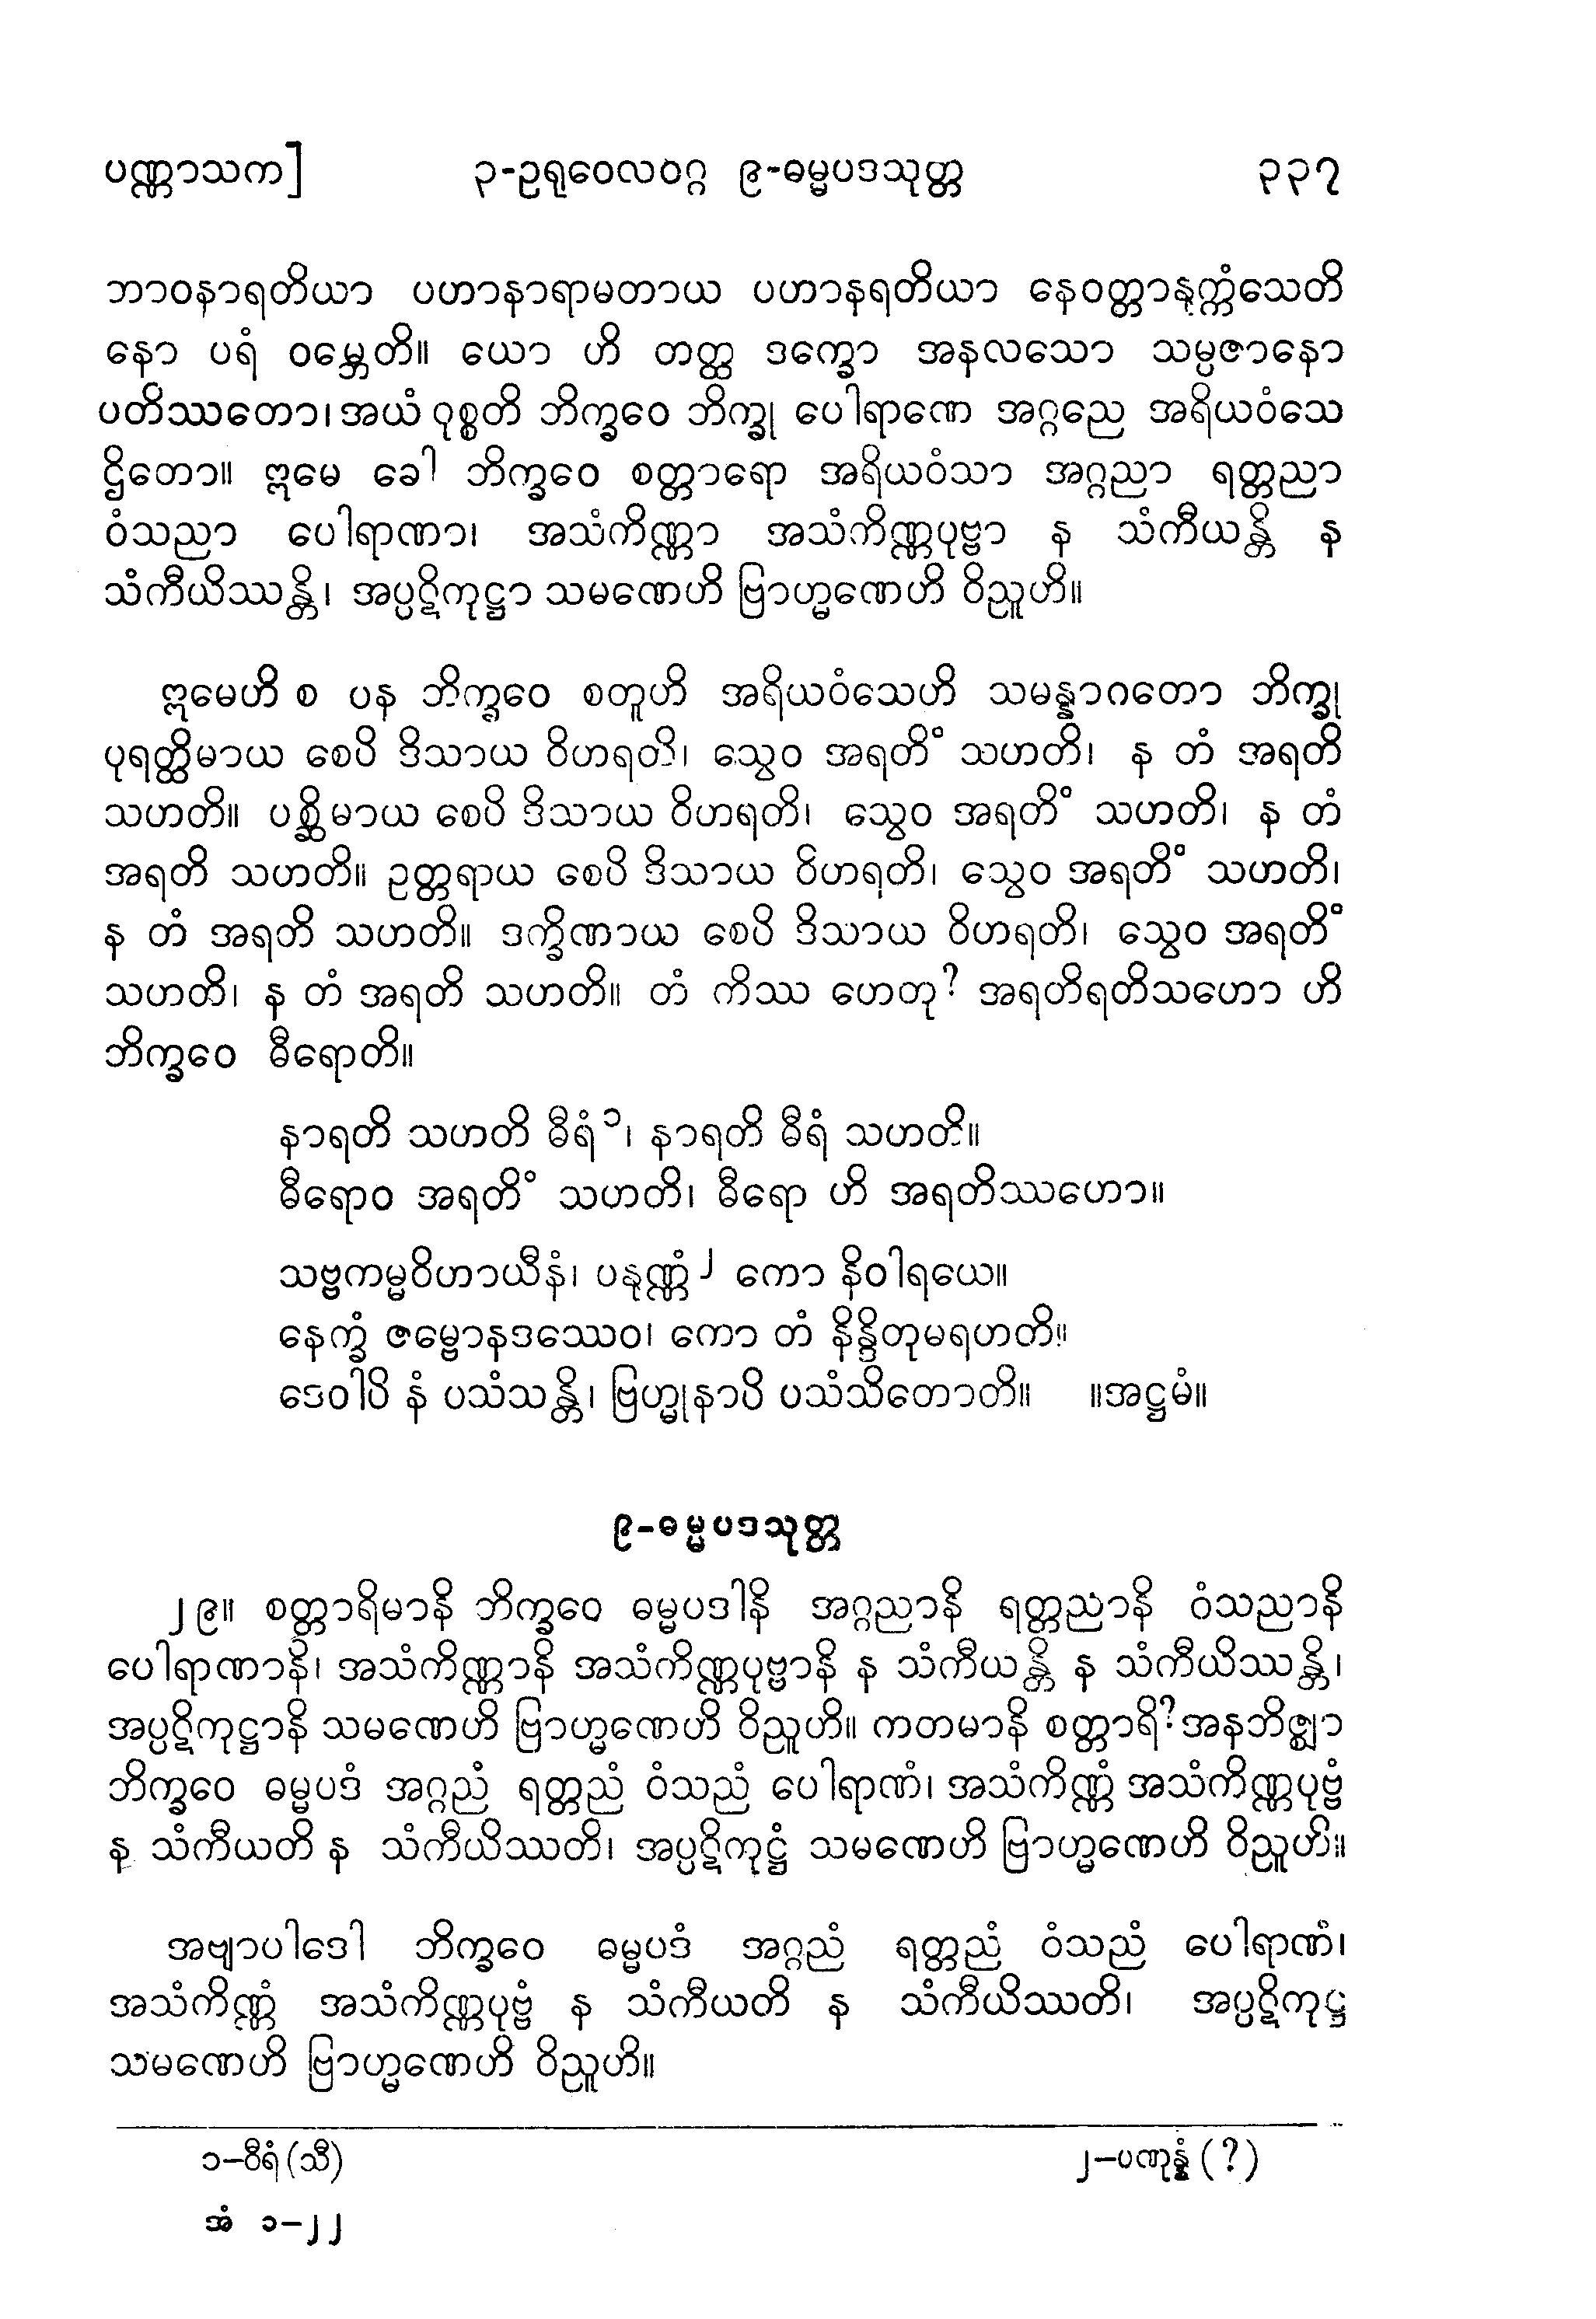 ပဏ္ဏာသက] ၃-ဥရုဝေလဝဂ္ဂ ၉-ဓမ္မပဒသုတ္တ ၃၃၇
ဘာဝနာရတိယာ ပဟာနာရာမတာယ ပဟာနရတိယာ နေဝတ္တာနုက္ကံသေတိ
နော ပရံ ဝမ္ဘေတိ။ ယော ဟိ တတ္ထ ဒက္ခော အနလသော သမ္ပဇာနော
ပတိဿတော၊ အယံ ဝုစ္စတိ ဘိက္ခဝေ ဘိက္ခု ပေါရာဏေ အဂ္ဂညေ အရိယဝံသေ
ဌိတော။ ဣမေ ခေါ ဘိက္ခဝေ စတ္တာရော အရိယဝံသာ အဂ္ဂညာ ရတ္တညာ
ဝံသညာ ပေါရာဏာ၊ အသံကိဏ္ဏာ အသံကိဏ္ဏပုဗ္ဗာ န သံကီယန္တိ န
သံကီယိဿန္တိ၊ အပ္ပဋိကုဋ္ဌာ သမဏေဟိ ဗြာဟ္မဏေဟိ ဝိညူဟိ။
ဣမေဟိ စ ပန ဘိက္ခဝေ စတူဟိ အရိယဝံသေဟိ သမန္နာဂတော ဘိက္ခု
ပုရတ္ထိမာယ စေပိ ဒိသာယ ဝိဟရတိ၊ သွေဝ အရတိံ သဟတိ၊ န တံ အရတိ
သဟတိ။ ပစ္ဆိမာယ စေပိ ဒိသာယ ဝိဟရတိ၊ သွေဝ အရတိံ သဟတိ၊ န တံ
အရတိ သဟတိ။ ဥတ္တရာယ စေပိ ဒိသာယ ဝိဟရတိ၊ သွေဝ အရတိံ သဟတိ၊
န တံ အရတိ သဟတိ။ ဒက္ခိဏာယ စေပိ ဒိသာယ ဝိဟရတိ၊ သွေဝ အရတိံ
သဟတိ၊ န တံ အရတိ သဟတိ။ တံ ကိဿ ဟေတု? အရတိရတိသဟော ဟိ
ဘိက္ခဝေ ဓီရောတိ။
နာရတိ သဟတိ ဓီရံ၁၊ နာရတိ ဓီရံ သဟတိ။
ဓီရောဝ အရတိံ သဟတိ၊ ဓီရော ဟိ အရတိဿဟော။
သဗ္ဗကမ္မဝိဟာယီနံ၊ ပနုဏ္ဏံ၂ ကော နိဝါရယေ။
နေက္ခံ ဇမ္ဗောနဒဿေဝ၊ ကော တံ နိန္ဒိတုမရဟတိ။
ဒေဝါပိ နံ ပသံသန္တိ၊ ဗြဟ္မုနာပိ ပသံသိတောတိ။ ။အဋ္ဌမံ။
၉-ဓမ္မပဒသုတ္တ
၂၉။ စတ္တာရိမာနိ ဘိက္ခဝေ ဓမ္မပဒါနိ အဂ္ဂညာနိ ရတ္တညာနိ ဝံသညာနိ
ပေါရာဏာနိ၊ အသံကိဏ္ဏာနိ အသံကိဏ္ဏပုဗ္ဗာနိ န သံကီယန္တိ န သံကီယိဿန္တိ၊
အပ္ပဋိကုဋ္ဌာနိ သမဏေဟိ ဗြာဟ္မဏေဟိ ဝိညူဟိ။ ကတမာနိ စတ္တာရိ? အနဘိဇ္ဈာ
ဘိက္ခဝေ ဓမ္မပဒံ အဂ္ဂညံ ရတ္တညံ ဝံသညံ ပေါရာဏံ၊ အသံကိဏ္ဏံ အသံကိဏ္ဏပုဗ္ဗံ
န သံကီယတိ န သံကီယိဿတိ၊ အပ္ပဋိကုဋ္ဌံ သမဏေဟိ ဗြာဟ္မဏေဟိ ဝိညူဟိ။
အဗျာပါဒေါ ဘိက္ခဝေ ဓမ္မပဒံ အဂ္ဂညံ ရတ္တညံ ဝံသညံ ပေါရာဏံ၊
အသံကိဏ္ဏံ အသံကိဏ္ဏပုဗ္ဗံ န သံကီယတိ န သံကီယိဿတိ၊ အပ္ပဋိကုဋ္ဌ
သမဏေဟိ ဗြာဟ္မဏေဟိ ဝိညူဟိ။
၁–ဝီရံ (သီ) ၂–ပဏုန္နံ (?)
အံ ၁–၂၂